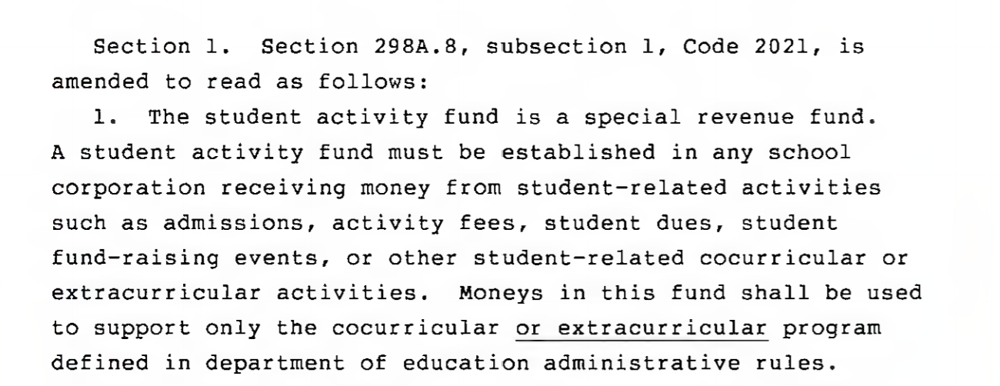 Section 1.  Section 298A.8, subsection 1, Code 2021, is
amended to read as follows:
1.  The student activity fund is a special revenue fund.
A student activity fund must be established in any school
corporation receiving money from student-related activities
such as admissions, activity fees, student dues, student
fund-raising events, or other student-related cocurricular or
extracurricular activities.  Moneys in this fund shall be used
to support only the cocurricular or extracurricular program
defined in department of education administrative rules.